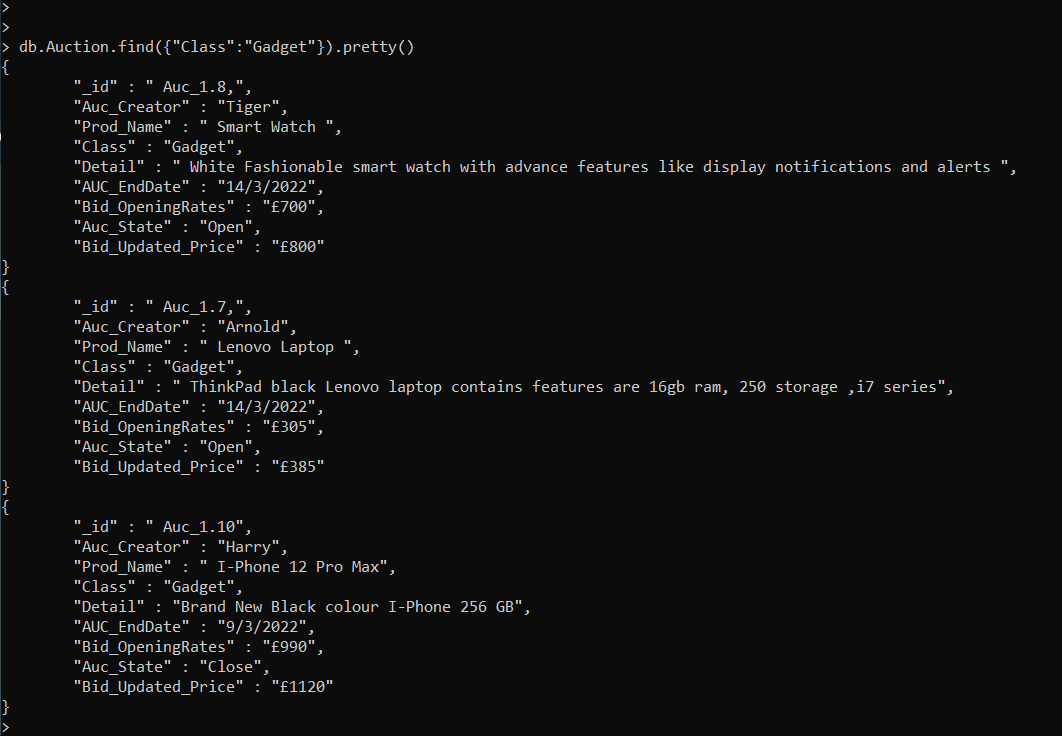 >
>
> db.Auction.find({"Class":"Gadget"}).pretty()
{
        "_id" : " Auc_1.8,",
        "Auc_Creator" : "Tiger",
        "Prod_Name" : " Smart Watch ",
        "Class" : "Gadget",
        "Detail" : " White Fashionable smart watch with advance features like display notifications and alerts ",
        "AUC_EndDate" : "14/3/2022",
        "Bid_OpeningRates" : "£700",
        "Auc_State" : "Open",
        "Bid_Updated_Price" : "£800"
}
{
        "_id" : " Auc_1.7,",
        "Auc_Creator" : "Arnold",
        "Prod_Name" : " Lenovo Laptop ",
        "Class" : "Gadget",
        "Detail" : " ThinkPad black Lenovo laptop contains features are 16gb ram, 250 storage ,i7 series",
        "AUC_EndDate" : "14/3/2022",
        "Bid_OpeningRates" : "£305",
        "Auc_State" : "Open",
        "Bid_Updated_Price" : "£385"
}
{
        "_id" : " Auc_1.10",
        "Auc_Creator" : "Harry",
        "Prod_Name" : " I-Phone 12 Pro Max",
        "Class" : "Gadget",
        "Detail" : "Brand New Black colour I-Phone 256 GB",
        "AUC_EndDate" : "9/3/2022",
        "Bid_OpeningRates" : "£990",
        "Auc_State" : "Close",
        "Bid_Updated_Price" : "£1120"
}
>